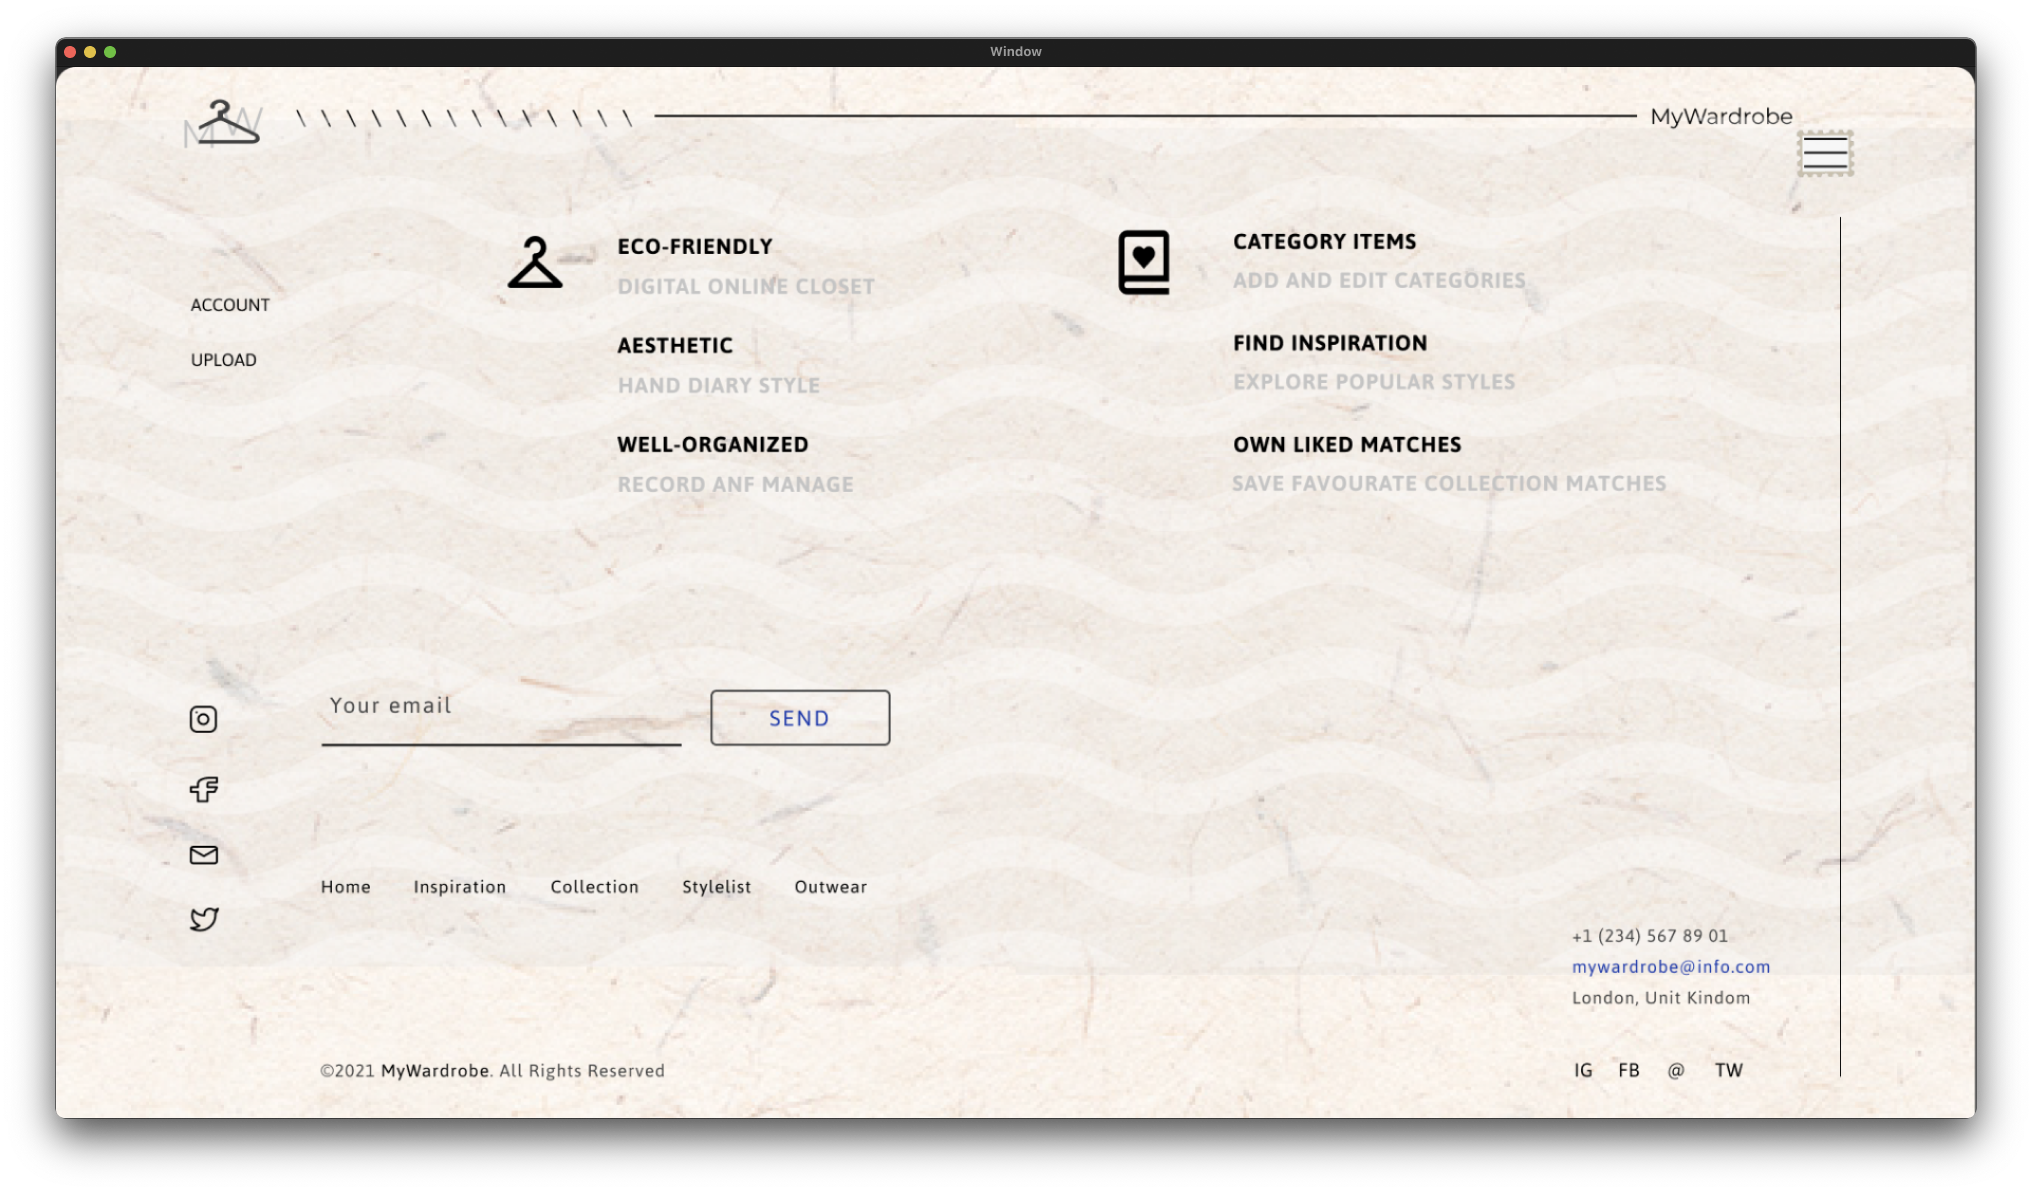 Window
MW
MyWardrobe
ACCOUNT
UPLOAD
ECO-FRIENDLY
DIGITAL ONLINE CLOSET
AESTHETIC
HAND DIARY STYLE
WELL-ORGANIZED
RECORD ANF MANAGE
CATEGORY ITEMS
ADD AND EDIT CATEGORIES
FIND INSPIRATION
EXPLORE POPULAR STYLES
OWN LIKED MATCHES
SAVE FAVOURATE COLLECTION MATCHES
Your email
SEND
Home Inspiration Collection Stylelist Outwear
+1 (234) 567 89 01
mywardrobe@info.com
London, Unit Kindom
©2021 MyWardrobe. All Rights Reserved
IG FB @ TW